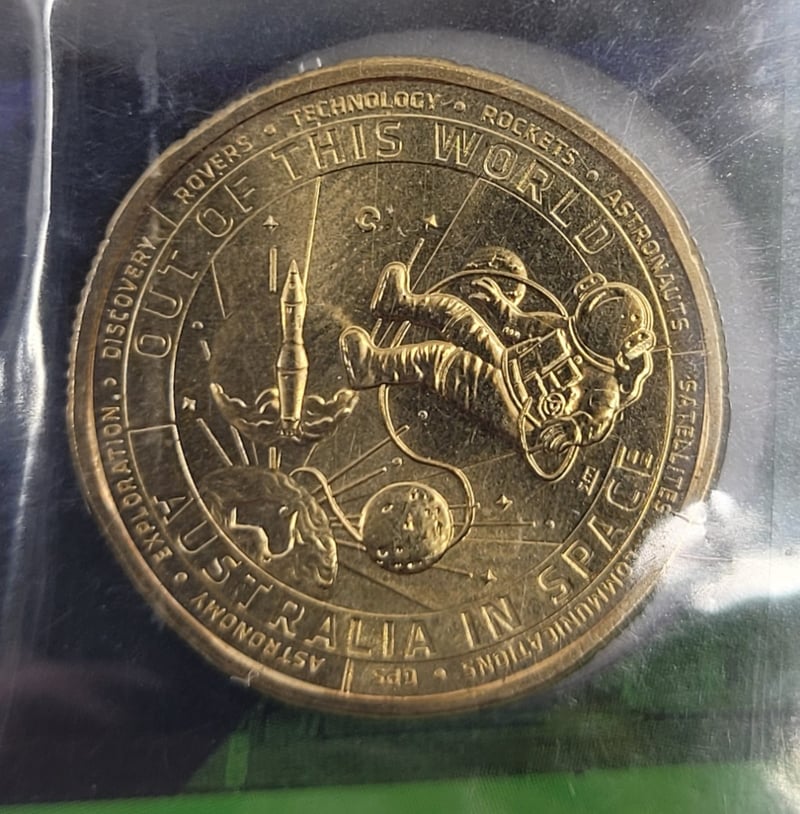 ROVERS • TECHNOLOGY • ROCKETS • ASTRONAUTS • SATELLITES • COMMUNICATIONS • GPS • ASTRONOMY • EXPLORATION • DISCOVERY •
OUT OF THIS WORLD
AUSTRALIA IN SPACE